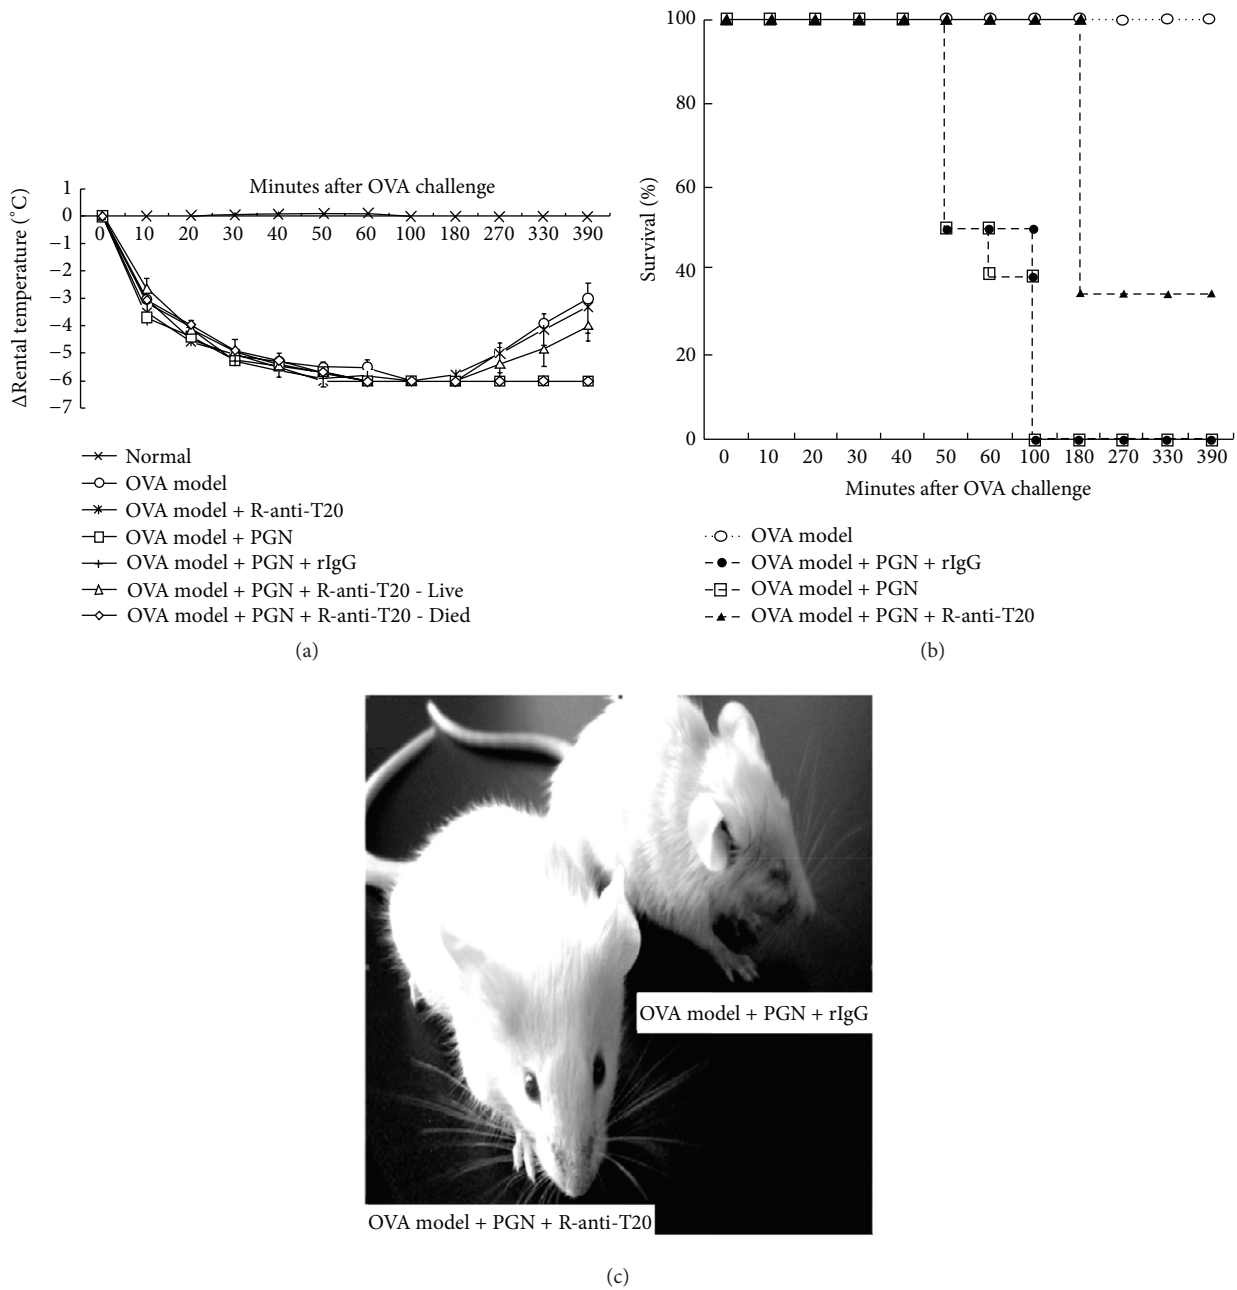 Minutes after OVA challenge
ΔRental temperature (˚C)
1
0
−1
−2
−3
−4
−5
−6
−7
0 10 20 30 40 50 60 100 180 270 330 390
Normal
OVA model
OVA model + R-anti-T20
OVA model + PGN
OVA model + PGN + rIgG
OVA model + PGN + R-anti-T20 - Live
OVA model + PGN + R-anti-T20 - Died
(a)
Survival (%)
100
80
60
40
20
0
0 10 20 30 40 50 60 100 180 270 330 390
Minutes after OVA challenge
OVA model
OVA model + PGN + rIgG
OVA model + PGN
OVA model + PGN + R-anti-T20
(b)
OVA model + PGN + rIgG
OVA model + PGN + R-anti-T20
(c)